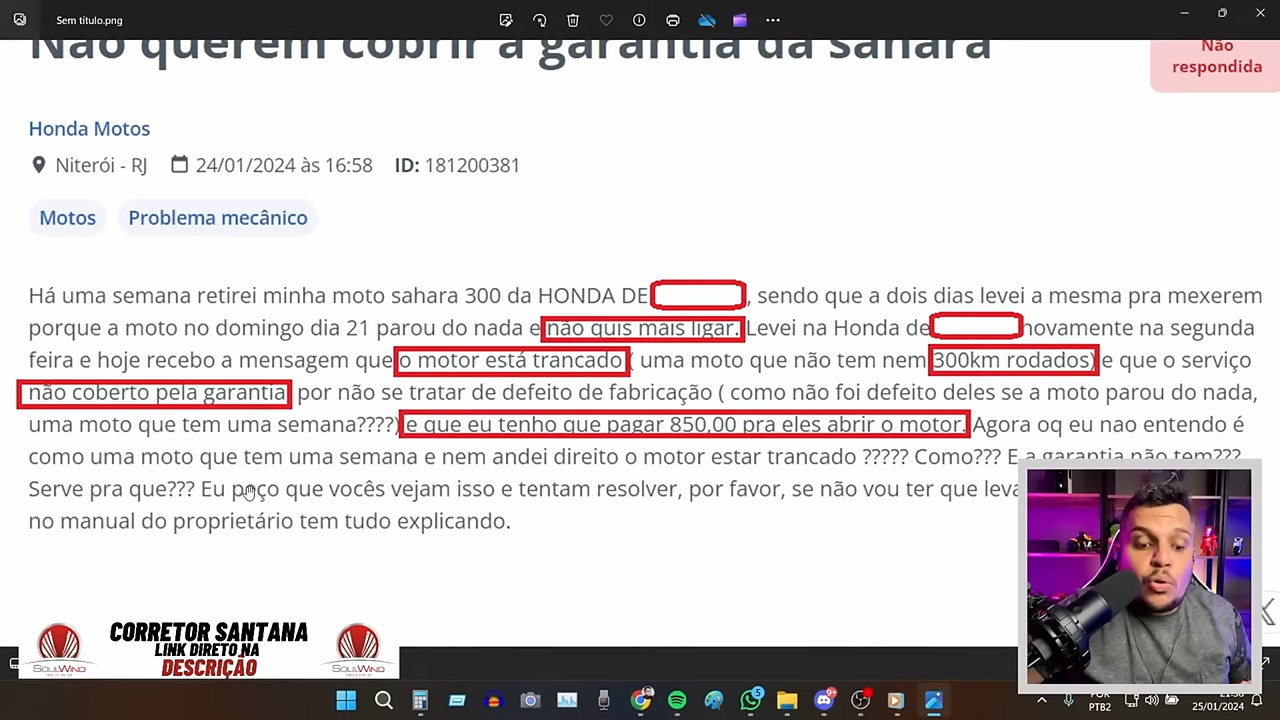 Sem título.png
Não querem cobrir a garantia da sahara
Não
respondida
Honda Motos
Niterói - RJ 24/01/2024 às 16:58 ID: 181200381
Motos Problema mecânico
Há uma semana retirei minha moto sahara 300 da HONDA DE , sendo que a dois dias levei a mesma pra mexerem
porque a moto no domingo dia 21 parou do nada e não quis mais ligar. Levei na Honda de novamente na segunda
feira e hoje recebo a mensagem que o motor está trancado ( uma moto que não tem nem 300km rodados) e que o serviço
não coberto pela garantia por não se tratar de defeito de fabricação ( como não foi defeito deles se a moto parou do nada,
uma moto que tem uma semana????) e que eu tenho que pagar 850,00 pra eles abrir o motor. Agora oq eu nao entendo é
como uma moto que tem uma semana e nem andei direito o motor estar trancado ????? Como??? E a garantia não tem???
Serve pra que??? Eu peço que vocês vejam isso e tentam resolver, por favor, se não vou ter que leva
no manual do proprietário tem tudo explicando.
CORRETOR SANTANA
LINK DIRETO NA
DESCRIÇÃO
SOULWIND
SOULWIND
POR
PTB2
25/01/2024